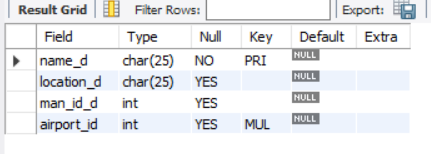 Result Grid Filter Rows: Export:
Field Type Null Key Default Extra
name_d char(25) NO PRI NULL
location_d char(25) YES NULL
man_id_d int YES NULL
airport_id int YES MUL NULL